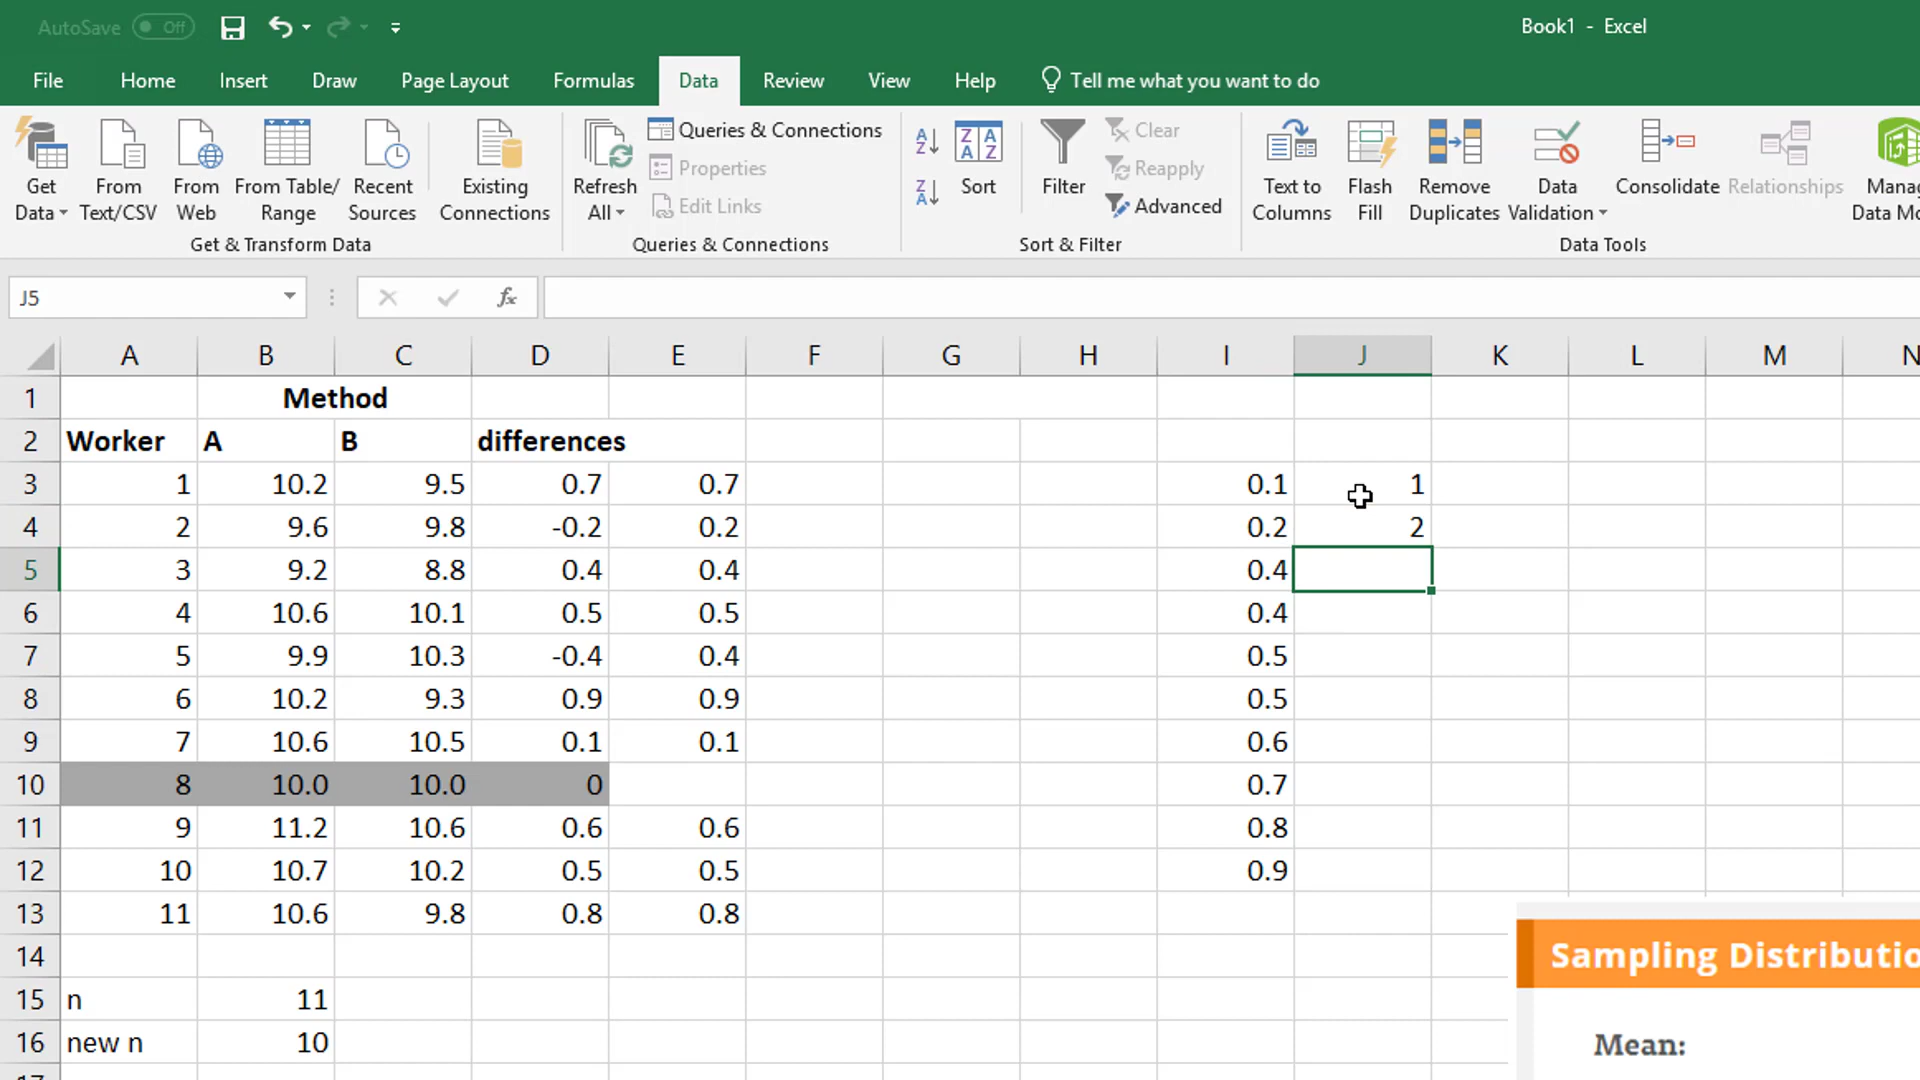 AutoSave Off Book1 - Excel
File Home Insert Draw Page Layout Formulas Data Review View Help Tell me what you want to do
Get Data From Text/CSV From Web From Table/ Range Recent Sources Existing Connections
Get & Transform Data
Refresh All Queries & Connections
Properties
Edit Links
Queries & Connections
Sort Filter Clear
Reapply
Advanced
Sort & Filter
Text to Columns Flash Fill Remove Duplicates Data Validation Consolidate Relationships Manag
Data Mo
Data Tools
J5 fx
A B C D E F G H I J K L M N
1 Method
2 Worker A B differences
3 1 10.2 9.5 0.7 0.7 0.1 1
4 2 9.6 9.8 -0.2 0.2 0.2 2
5 3 9.2 8.8 0.4 0.4 0.4
6 4 10.6 10.1 0.5 0.5 0.4
7 5 9.9 10.3 -0.4 0.4 0.5
8 6 10.2 9.3 0.9 0.9 0.5
9 7 10.6 10.5 0.1 0.1 0.6
10 8 10.0 10.0 0 0.7
11 9 11.2 10.6 0.6 0.6 0.8
12 10 10.7 10.2 0.5 0.5 0.9
13 11 10.6 9.8 0.8 0.8
14
15 n 11
16 new n 10
Sampling Distributio
Mean: